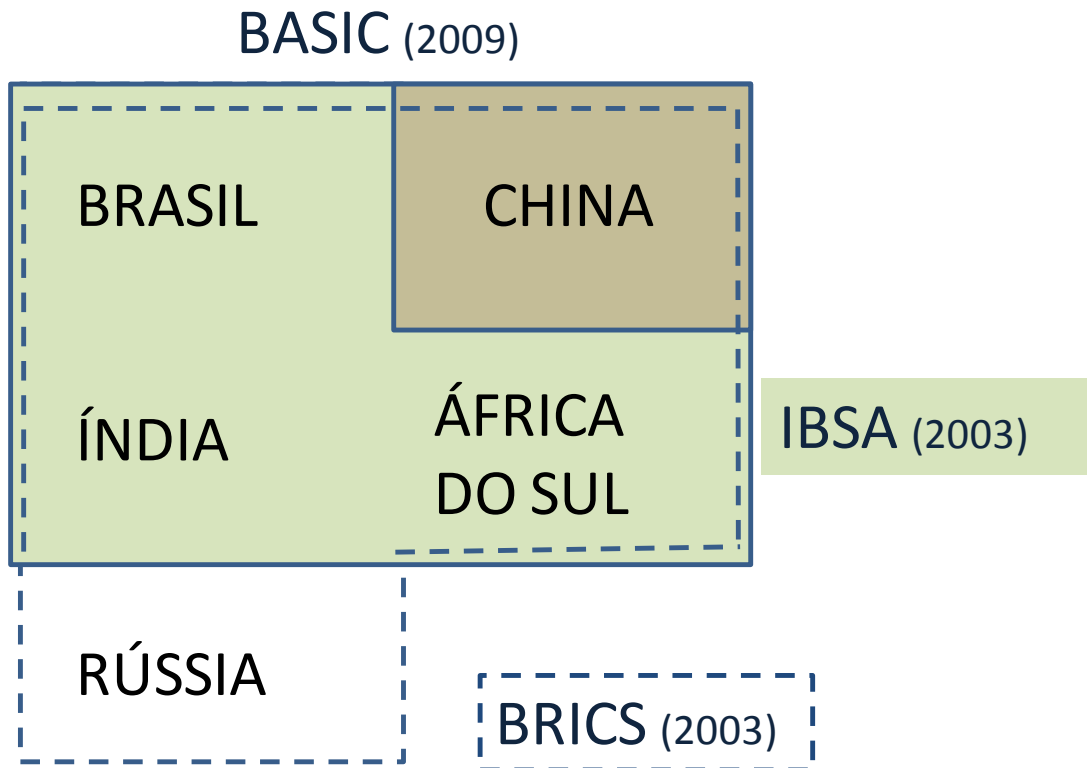 BASIC (2009)
BRASIL
CHINA
ÍNDIA
ÁFRICA
DO SUL
IBSA (2003)
RÚSSIA
BRICS (2003)